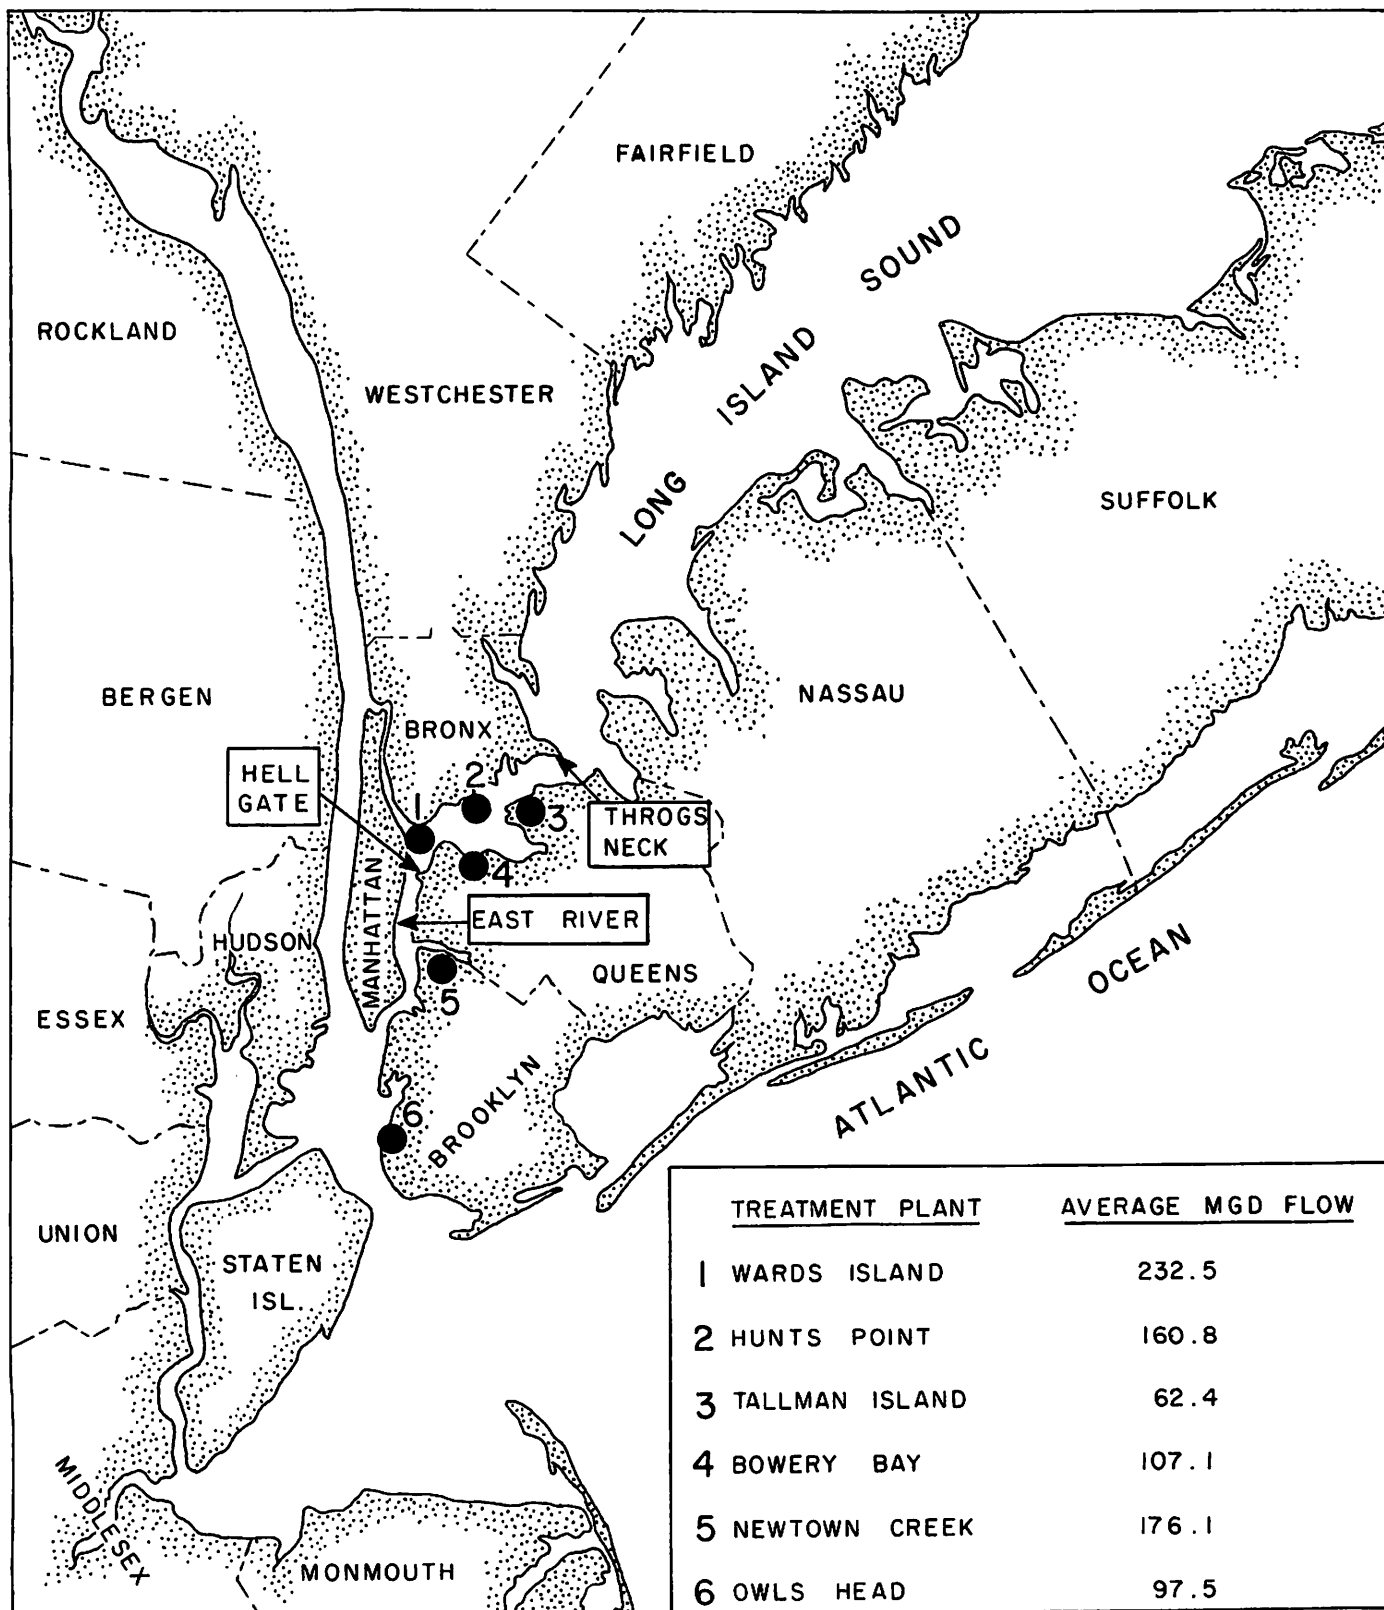 FAIRFIELD
LONG ISLAND SOUND
ROCKLAND
WESTCHESTER
SUFFOLK
BERGEN
NASSAU
BRONX
HELL
GATE
1
2
3
4
THROGS
NECK
MANHATTAN
EAST RIVER
HUDSON
QUEENS
5
ESSEX
ATLANTIC OCEAN
6
BROOKLYN
UNION
STATEN
ISL.
MIDDLESEX
MONMOUTH
TREATMENT PLANT AVERAGE MGD FLOW
1 WARDS ISLAND 232.5
2 HUNTS POINT 160.8
3 TALLMAN ISLAND 62.4
4 BOWERY BAY 107.1
5 NEWTOWN CREEK 176.1
6 OWLS HEAD 97.5